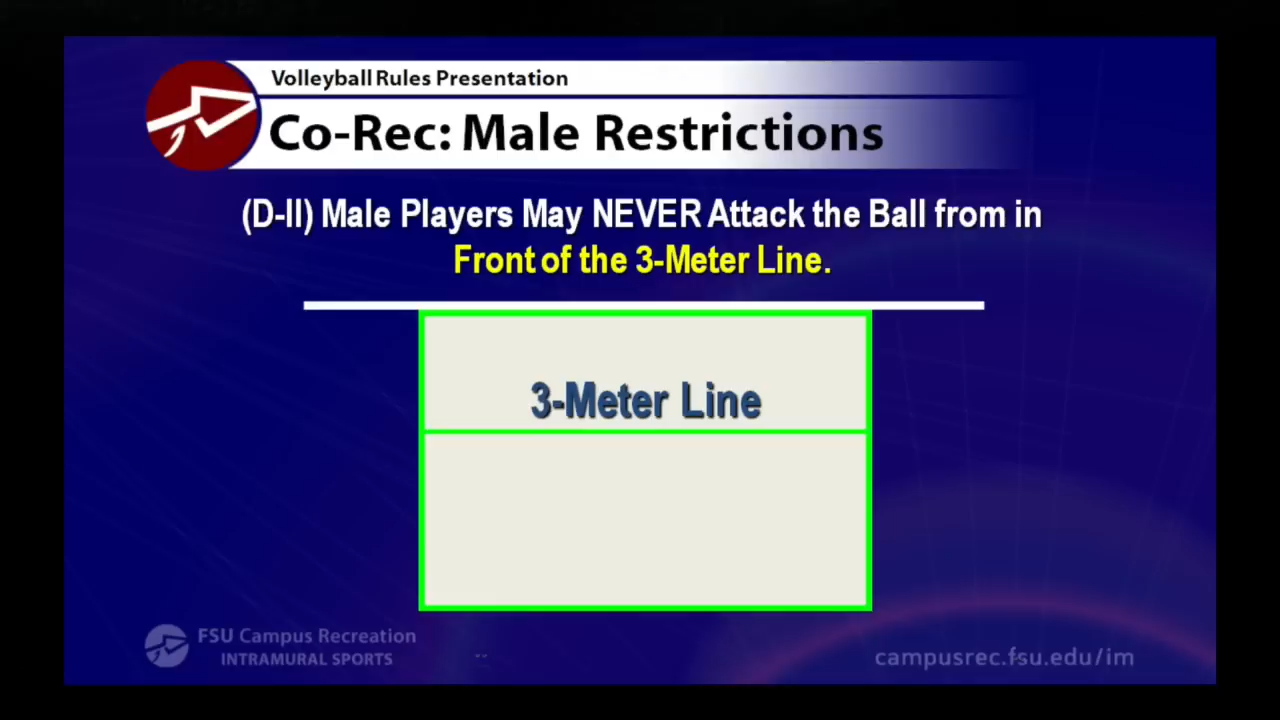 Volleyball Rules Presentation
Co-Rec: Male Restrictions
(D-II) Male Players May NEVER Attack the Ball from in
Front of the 3-Meter Line.
3-Meter Line
FSU Campus Recreation
INTRAMURAL SPORTS
campusrec.fsu.edu/im